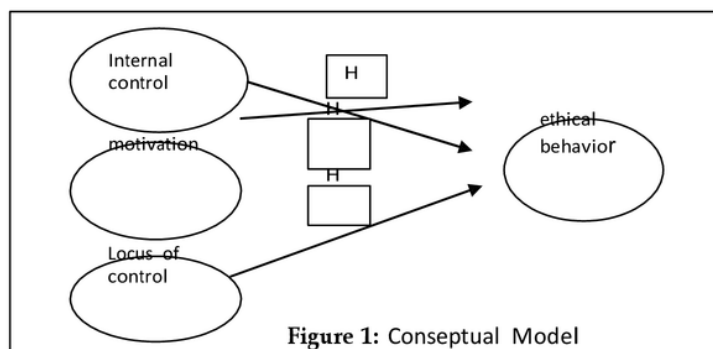 Internal
control
H
H
motivation
ethical
behavior
H
Locus of
control
Figure 1: Conseptual Model